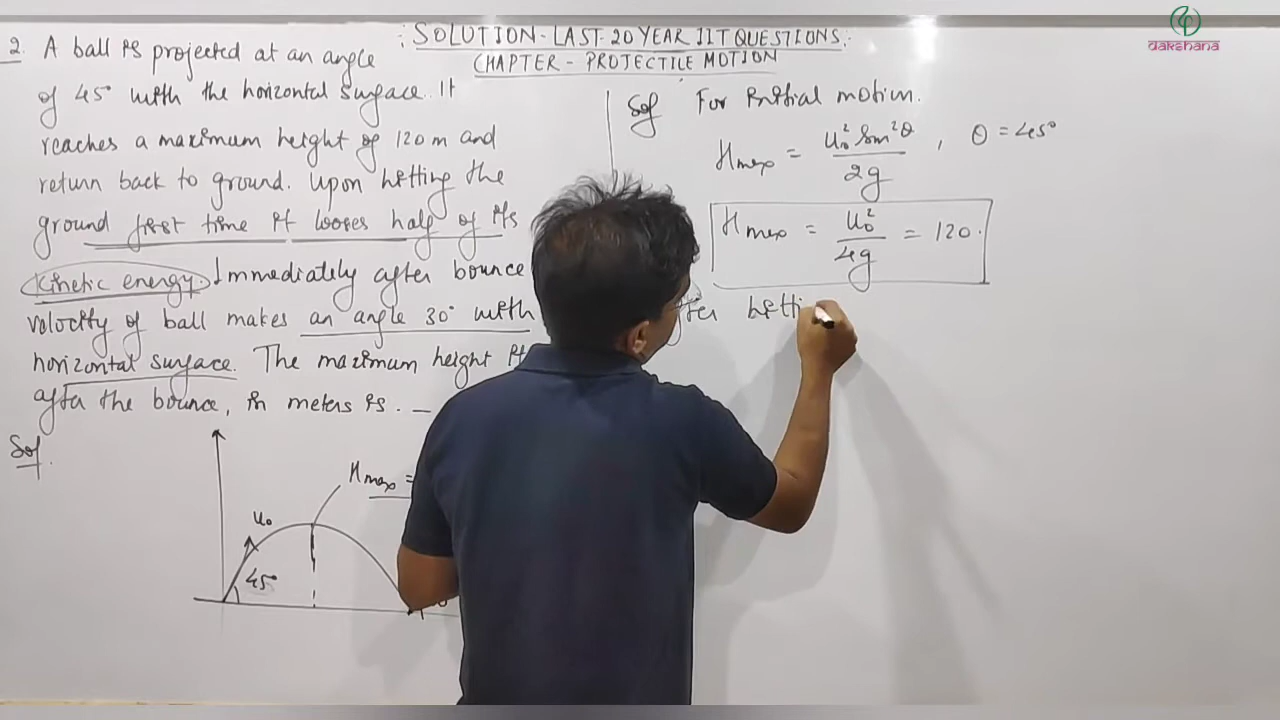 : SOLUTION - LAST 20 YEAR IIT QUESTIONS :
CHAPTER - PROJECTILE MOTION
dakshana
2. A ball is projected at an angle
of 45° with the horizontal surface. It
reaches a maximum height of 120 m and
return back to ground. Upon hitting the
ground first time it looses half of its
Kinetic energy. Immediately after bounce
velocity of ball makes an angle 30° with
horizontal surface. The maximum height it
after the bounce, in meters is. _
Sol.
Hmax =
u₀
45°
Sol For initial motion.
Hmax = u₀² Sin²θ / 2g , θ = 45°
Hmax = u₀² / 4g = 120.
hitti